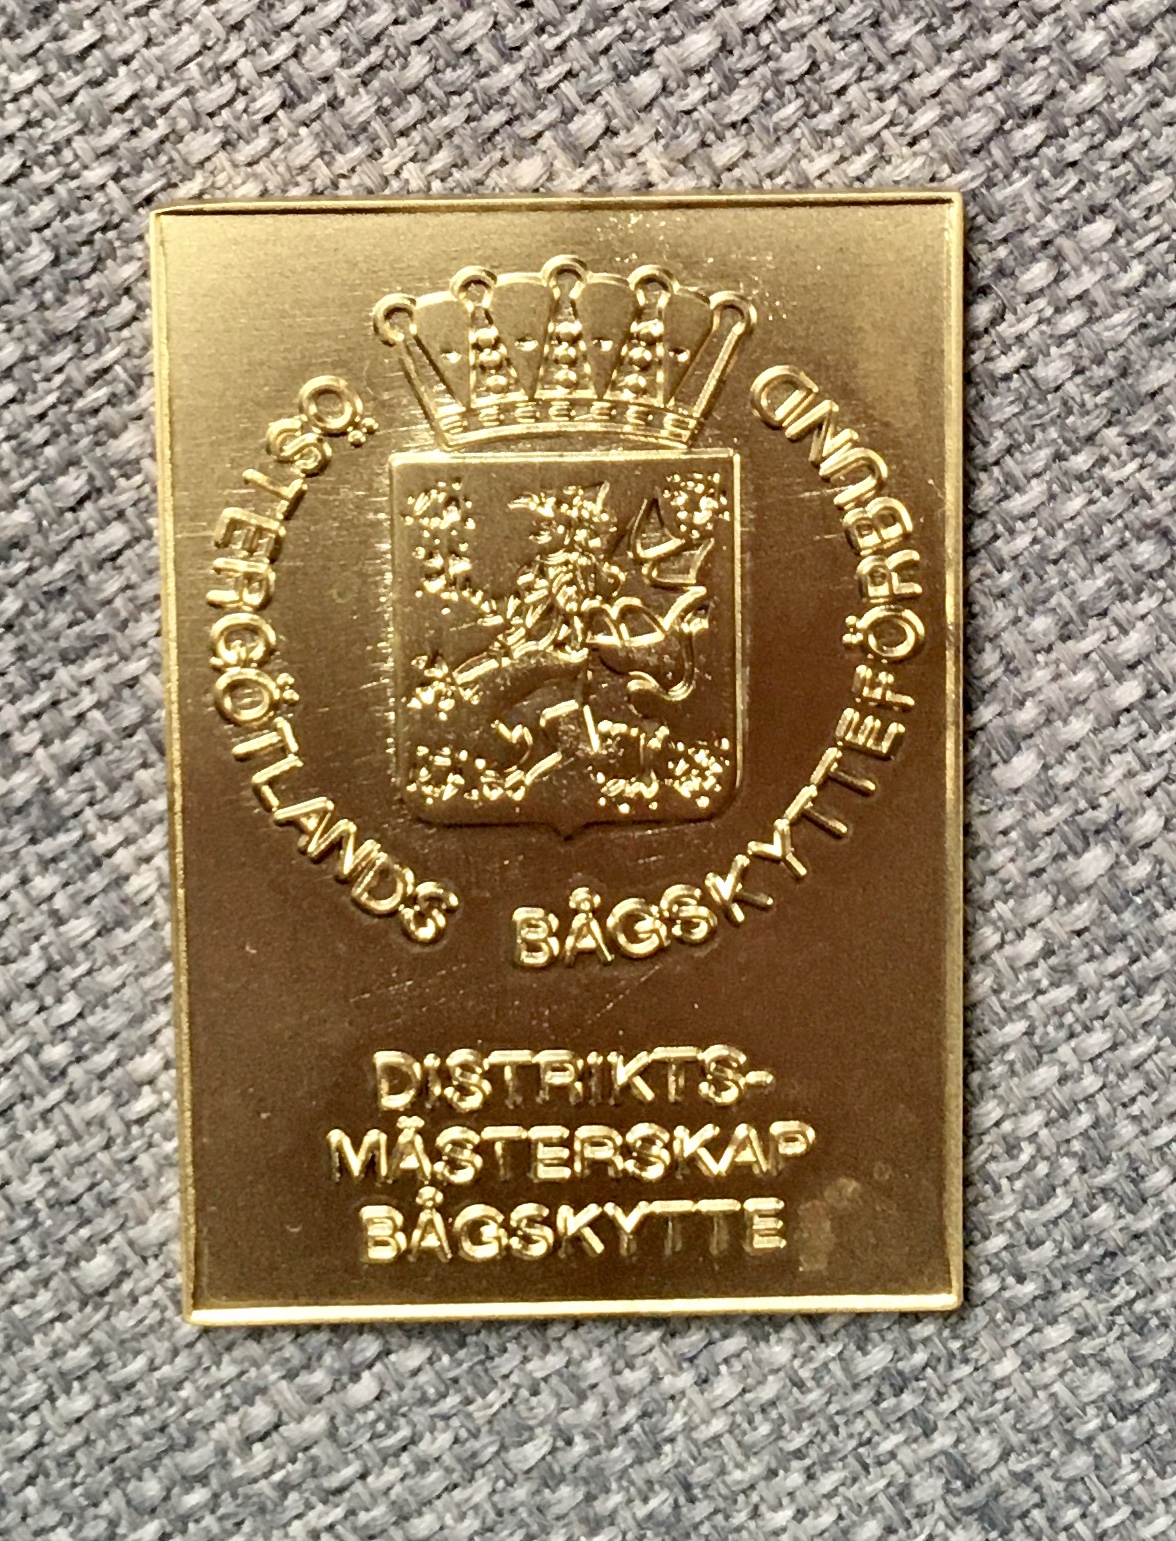 ÖSTERGÖTLANDS BÅGSKYTTEFÖRBUND
DISTRIKTS-
MÄSTERSKAP
BÅGSKYTTE